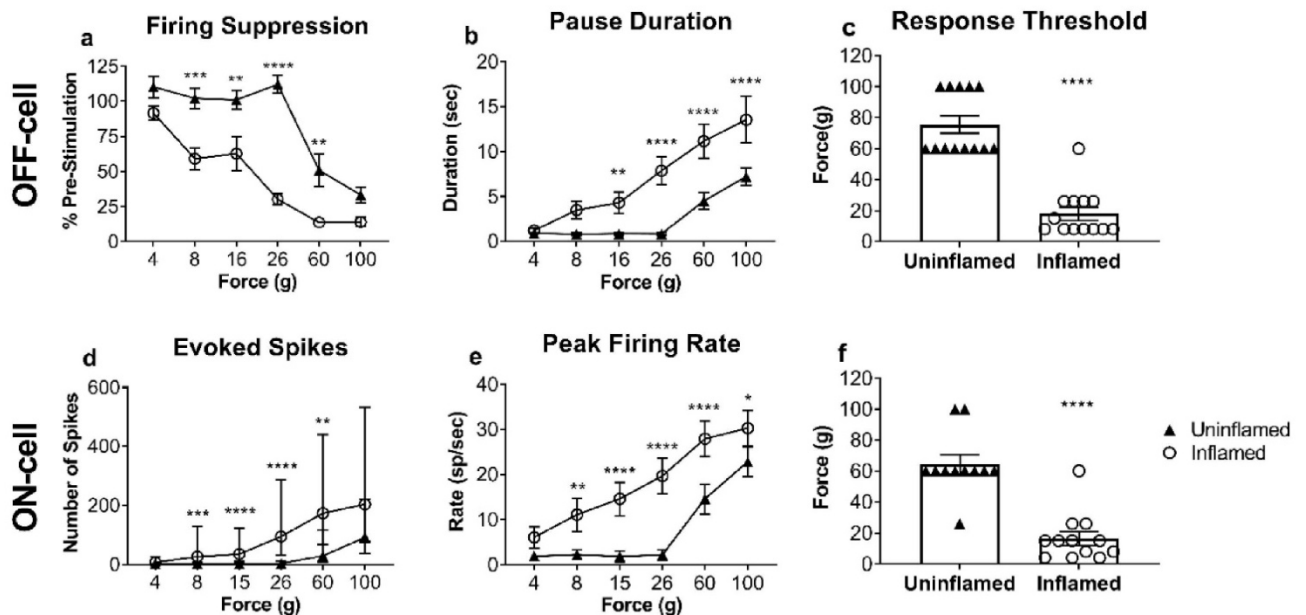 OFF-cell
a
Firing Suppression
% Pre-Stimulation
125
100
75
50
25
0
***
**
****
**
4 8 16 26 60 100
Force (g)
b
Pause Duration
Duration (sec)
20
15
10
5
0
**
****
****
****
4 8 16 26 60 100
Force (g)
c
Response Threshold
Force(g)
120
100
80
60
40
20
0
****
Uninflamed Inflamed
ON-cell
d
Evoked Spikes
Number of Spikes
600
400
200
0
***
****
****
**
4 8 15 26 60 100
Force (g)
e
Peak Firing Rate
Rate (sp/sec)
40
30
20
10
0
**
****
****
****
*
4 8 15 26 60 100
Force (g)
f
Force (g)
120
100
80
60
40
20
0
****
Uninflamed Inflamed
Uninflamed
Inflamed